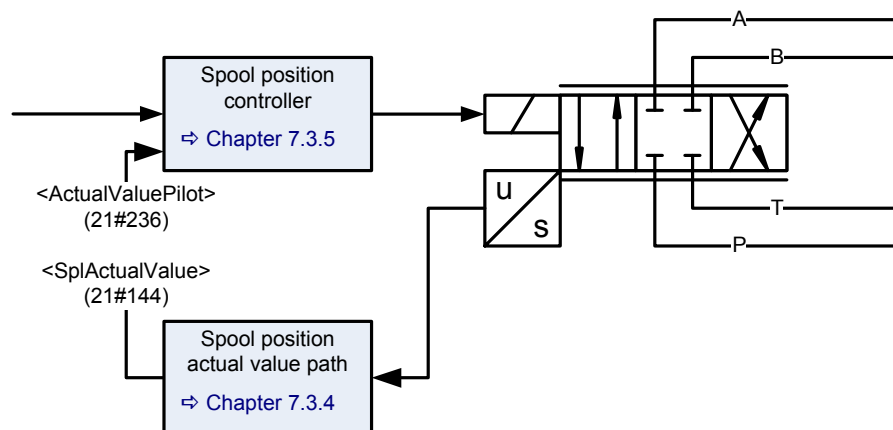 A
B
Spool position
controller
⇨ Chapter 7.3.5
<ActualValuePilot>
(21#236)
u
s
T
P
<SplActualValue>
(21#144)
Spool position
actual value path
⇨ Chapter 7.3.4